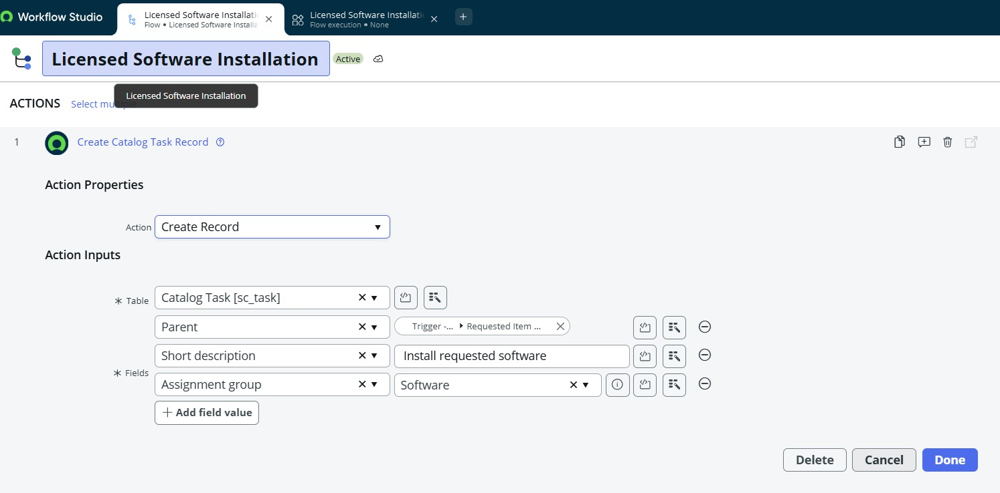 Workflow Studio
Licensed Software Installati
Flow • Licensed Software Installa
Licensed Software Installati
Flow execution • None
Licensed Software Installation
Active
Licensed Software Installation
ACTIONS Select multiple
1 Create Catalog Task Record
Action Properties
Action Create Record
Action Inputs
* Table Catalog Task [sc_task]
Parent Trigger -... Requested Item ...
Short description Install requested software
* Fields
Assignment group Software
+ Add field value
Delete Cancel Done